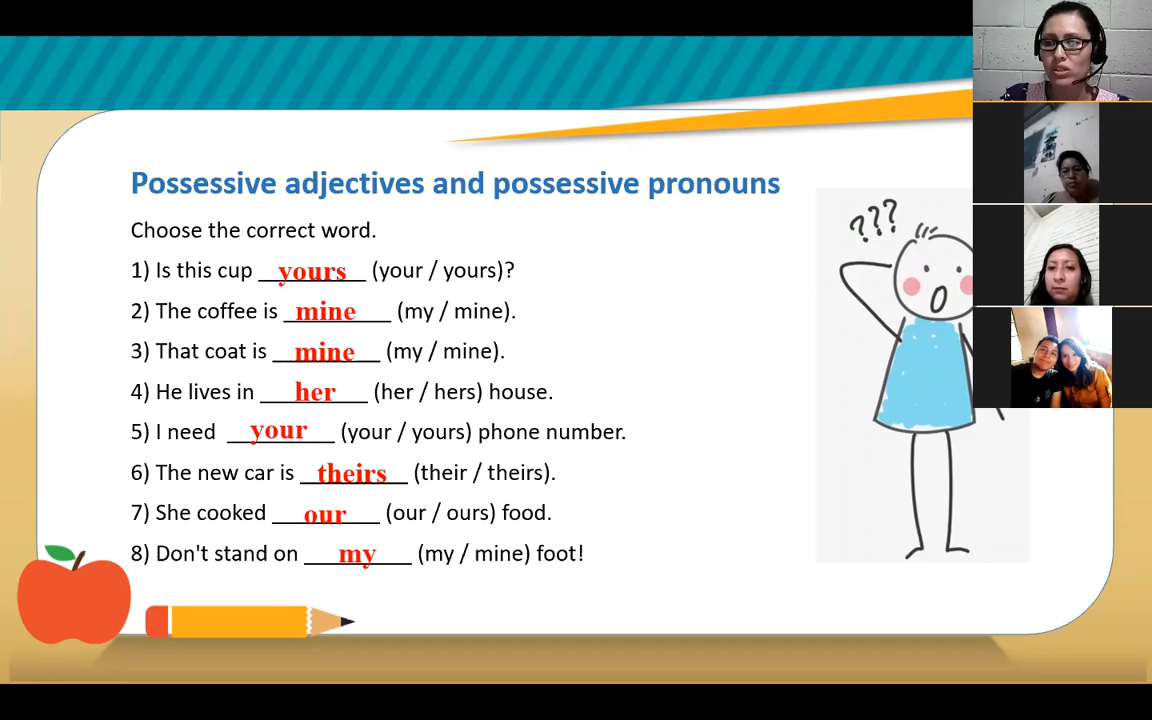 Possessive adjectives and possessive pronouns
Choose the correct word.
1) Is this cup yours (your / yours)?
2) The coffee is mine (my / mine).
3) That coat is mine (my / mine).
4) He lives in her (her / hers) house.
5) I need your (your / yours) phone number.
6) The new car is theirs (their / theirs).
7) She cooked our (our / ours) food.
8) Don't stand on my (my / mine) foot!
???